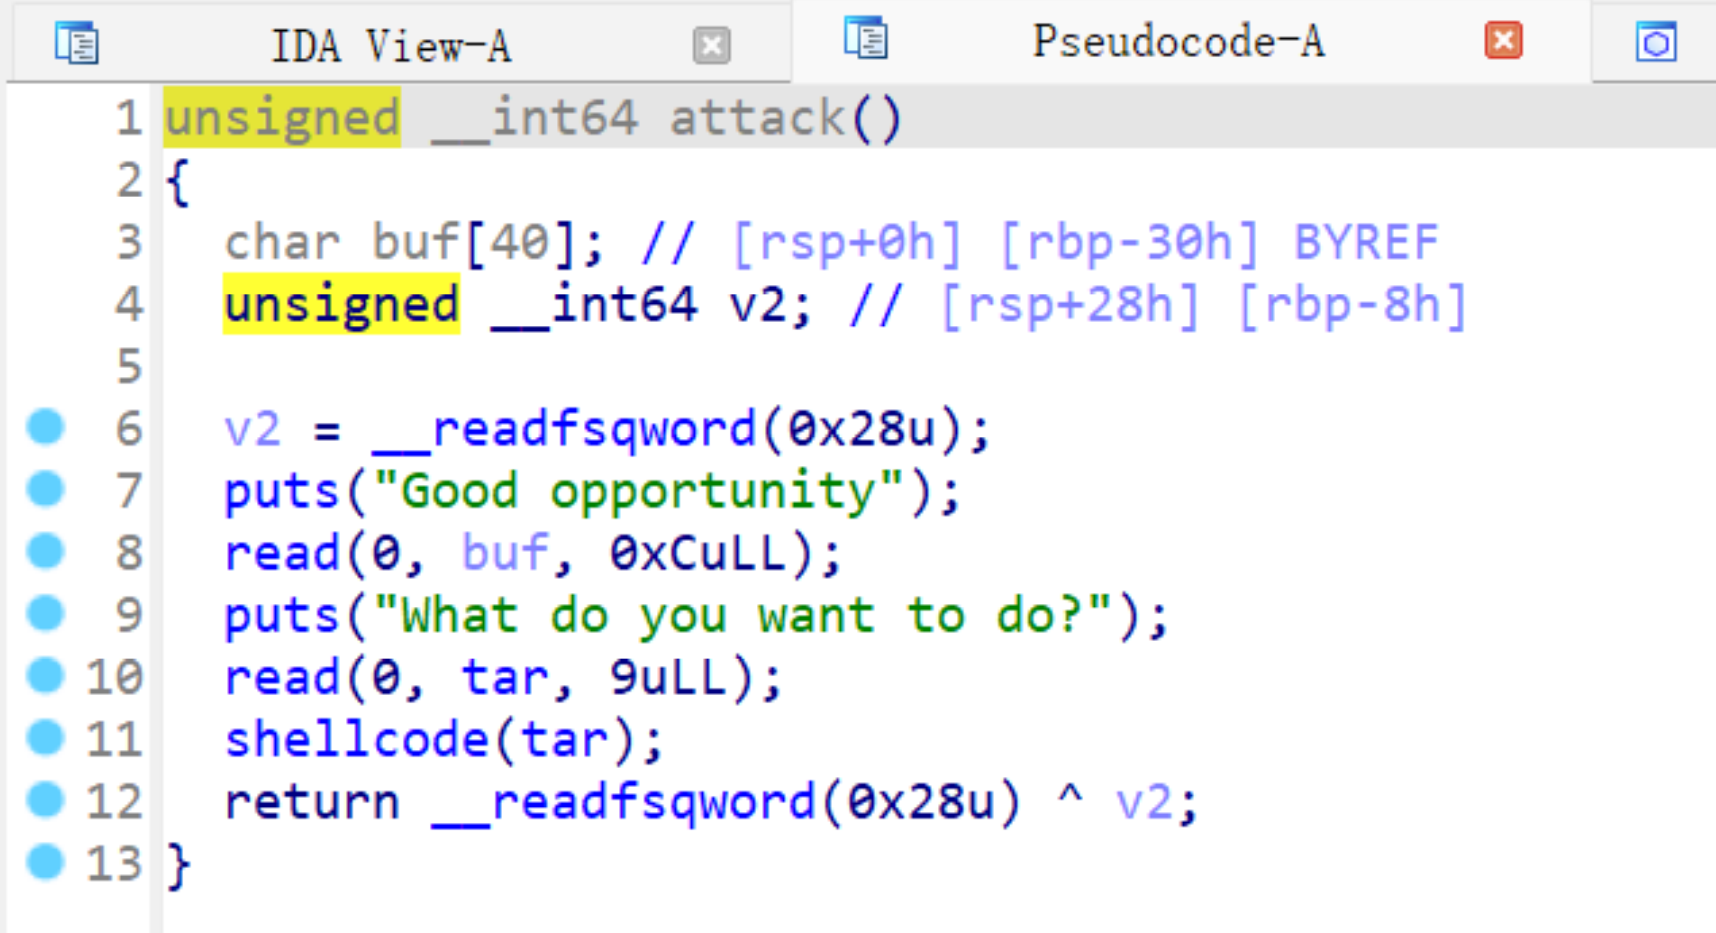 IDA View-A Pseudocode-A
1 unsigned __int64 attack()
2 {
3 char buf[40]; // [rsp+0h] [rbp-30h] BYREF
4 unsigned __int64 v2; // [rsp+28h] [rbp-8h]
5
6 v2 = __readfsqword(0x28u);
7 puts("Good opportunity");
8 read(0, buf, 0xCuLL);
9 puts("What do you want to do?");
10 read(0, tar, 9uLL);
11 shellcode(tar);
12 return __readfsqword(0x28u) ^ v2;
13 }